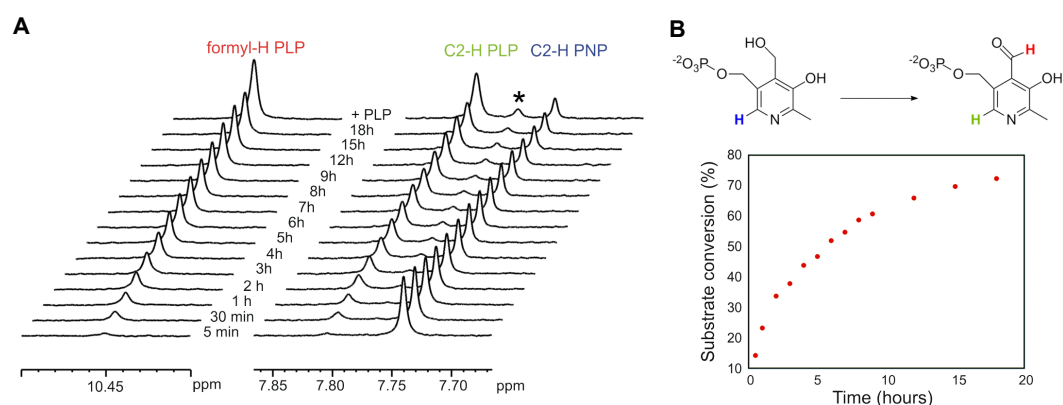 A
formyl-H PLP
C2-H PLP
C2-H PNP
*
+ PLP
18h
15h
12h
9h
8h
7h
6h
5h
4h
3h
2 h
1 h
30 min
5 min
10.45
ppm
7.85
7.80
7.75
7.70
ppm
B
HO
⁻²O₃P
O
OH
H
N
O
H
⁻²O₃P
O
OH
H
N
Substrate conversion (%)
80
70
60
50
40
30
20
10
0
5
10
15
20
Time (hours)